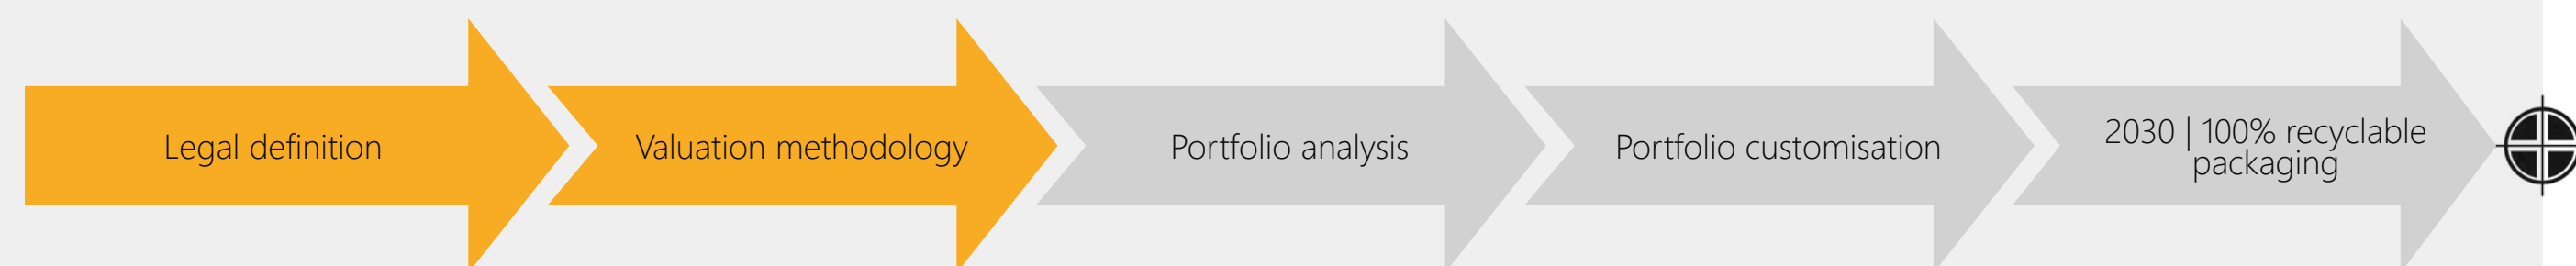 Legal definition
Valuation methodology
Portfolio analysis
Portfolio customisation
2030 | 100% recyclable
packaging